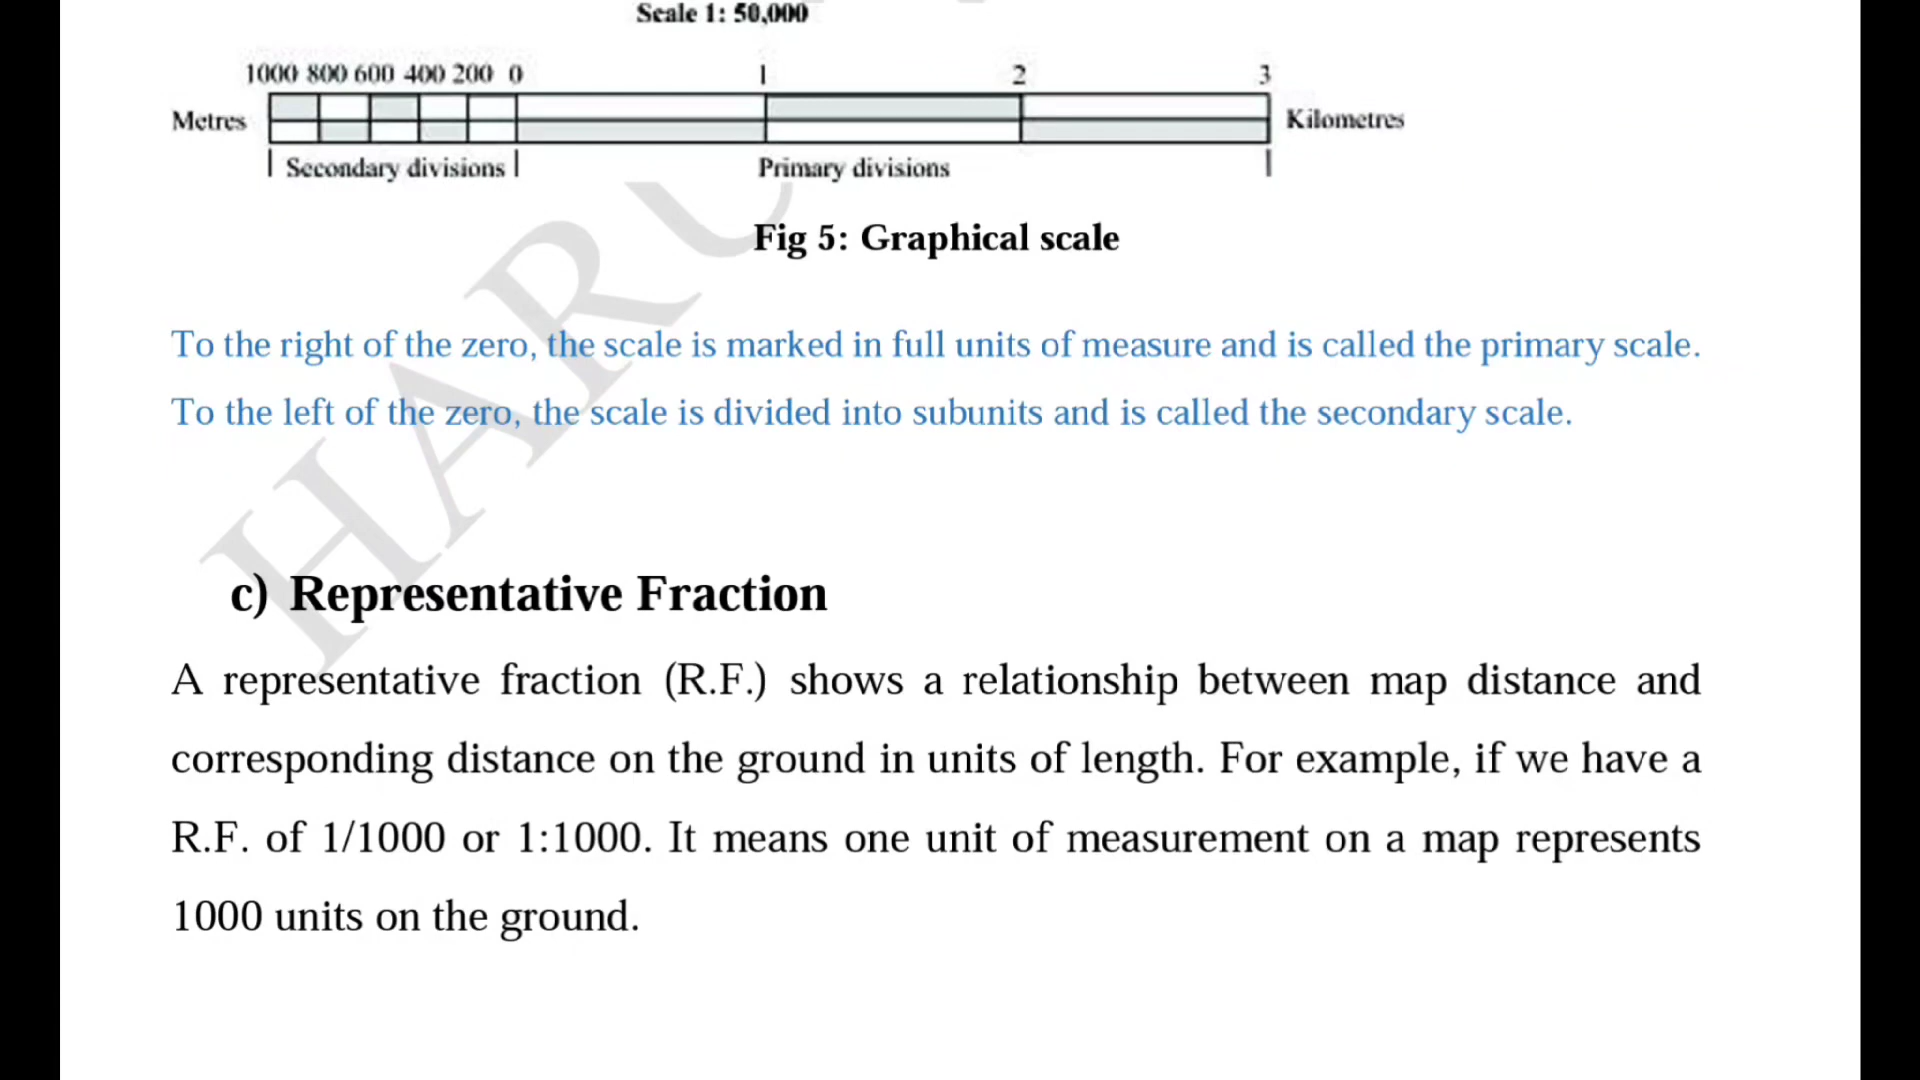 Scale 1: 50,000
1000 800 600 400 200 0 1 2 3
Metres Kilometres
Secondary divisions Primary divisions
Fig 5: Graphical scale
To the right of the zero, the scale is marked in full units of measure and is called the primary scale.
To the left of the zero, the scale is divided into subunits and is called the secondary scale.
c) Representative Fraction
A representative fraction (R.F.) shows a relationship between map distance and
corresponding distance on the ground in units of length. For example, if we have a
R.F. of 1/1000 or 1:1000. It means one unit of measurement on a map represents
1000 units on the ground.